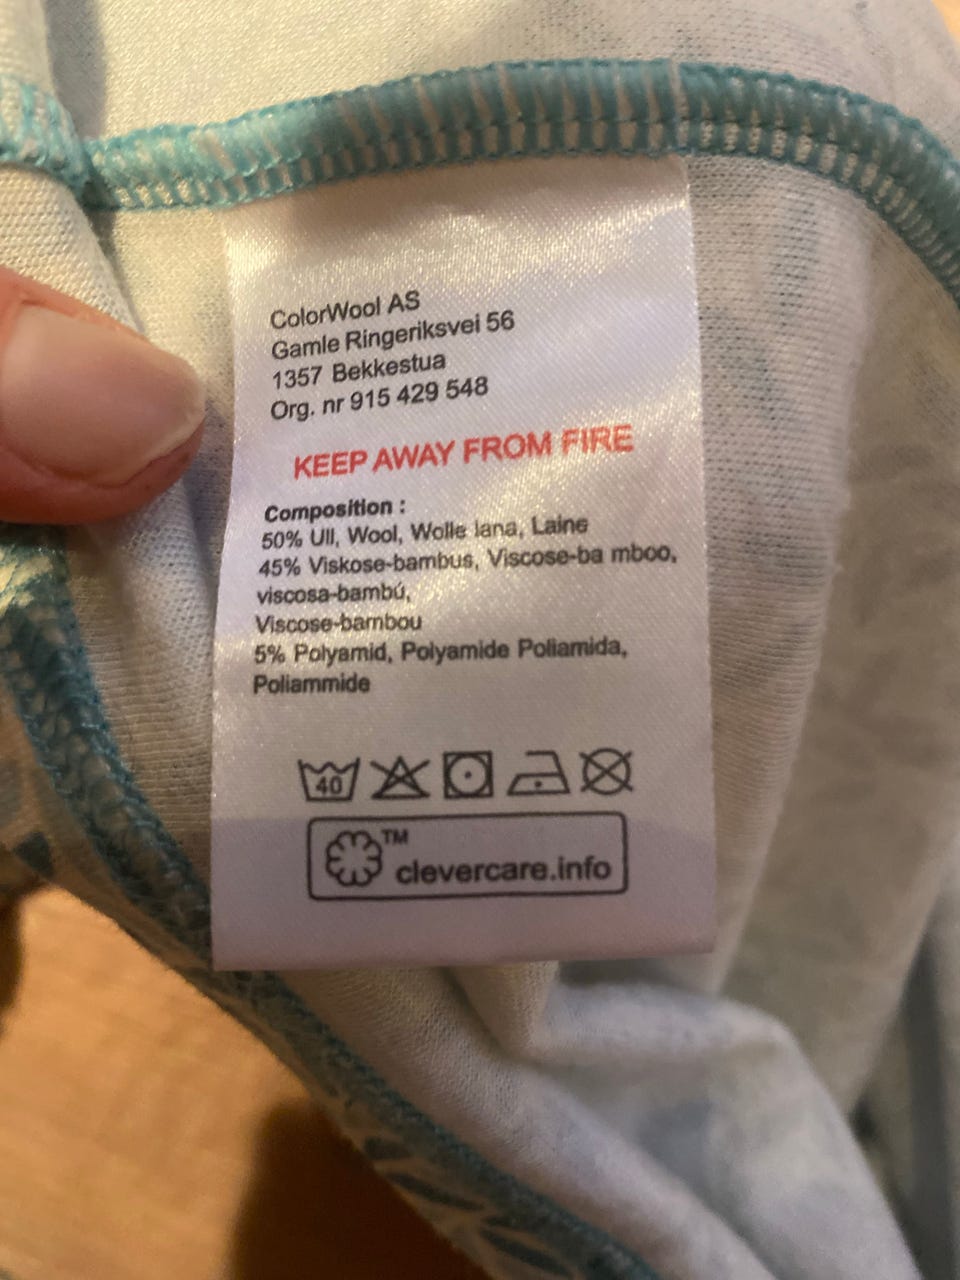 ColorWool AS
Gamle Ringeriksvei 56
1357 Bekkestua
Org. nr 915 429 548
KEEP AWAY FROM FIRE
Composition :
50% Ull, Wool, Wolle lana, Laine
45% Viskose-bambus, Viscose-ba mboo,
viscosa-bambú,
Viscose-bambou
5% Polyamid, Polyamide Poliamida,
Poliammide
40
TM
clevercare.info